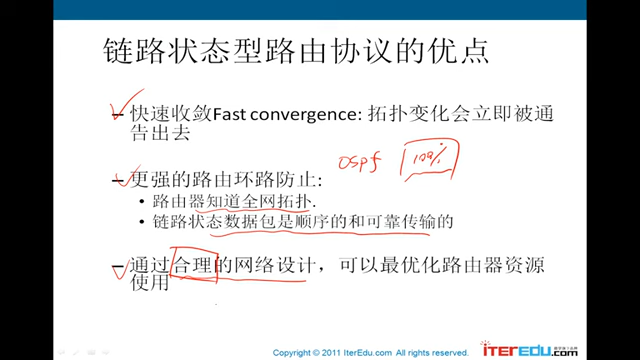 链路状态型路由协议的优点
– 快速收敛Fast convergence: 拓扑变化会立即被通
告出去
ospf 100%
– 更强的路由环路防止:
• 路由器知道全网拓扑.
• 链路状态数据包是顺序的和可靠传输的
– 通过合理的网络设计，可以最优化路由器资源
使用
Copyright © 2011 IterEdu.com All rights reserved.
iTEREDU.com